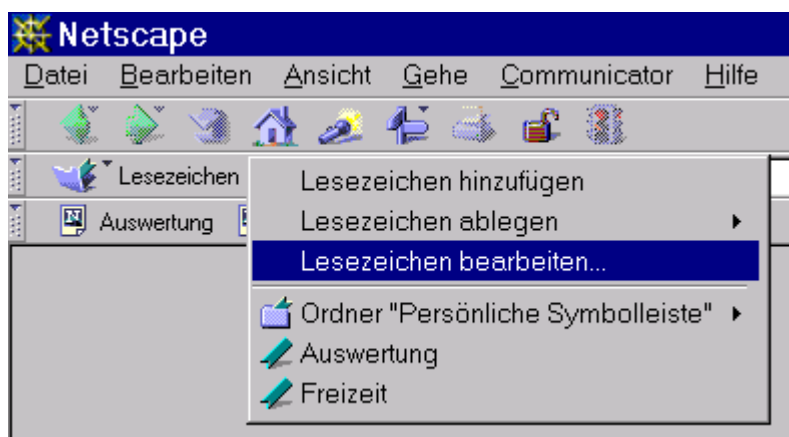 Netscape
Datei Bearbeiten Ansicht Gehe Communicator Hilfe
Lesezeichen
Auswertung
Lesezeichen hinzufügen
Lesezeichen ablegen
Lesezeichen bearbeiten...
Ordner "Persönliche Symbolleiste"
Auswertung
Freizeit